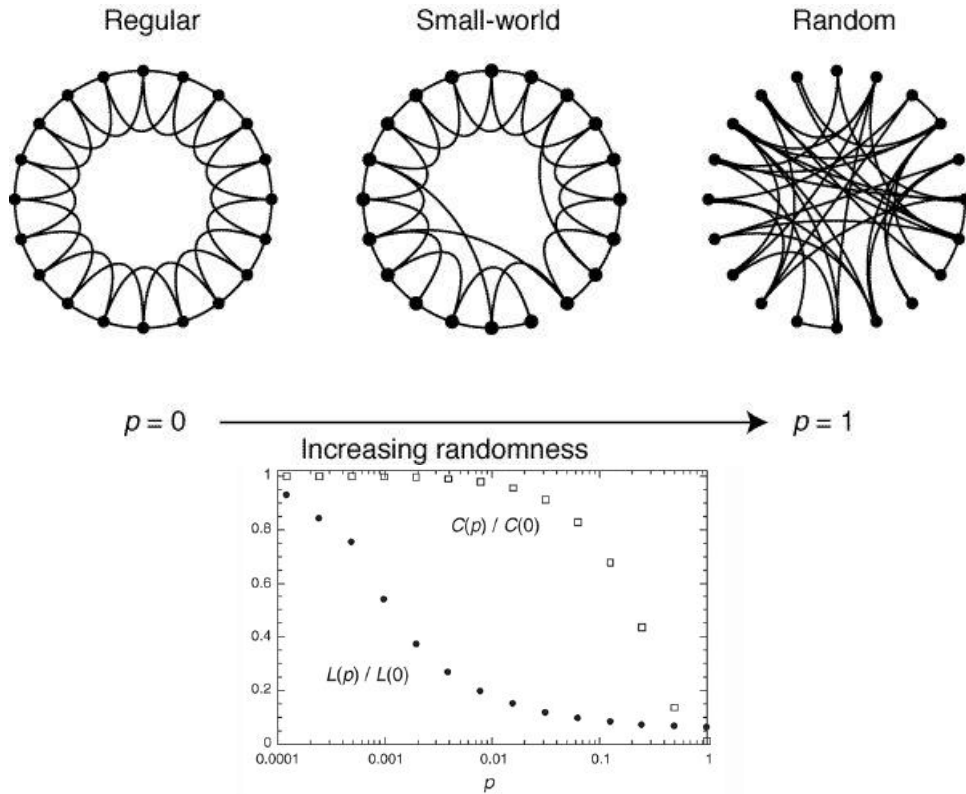 Regular Small-world Random
p = 0 p = 1
Increasing randomness
1
0.8
0.6
0.4
0.2
0
C(p) / C(0)
L(p) / L(0)
0.0001 0.001 0.01 0.1 1
p